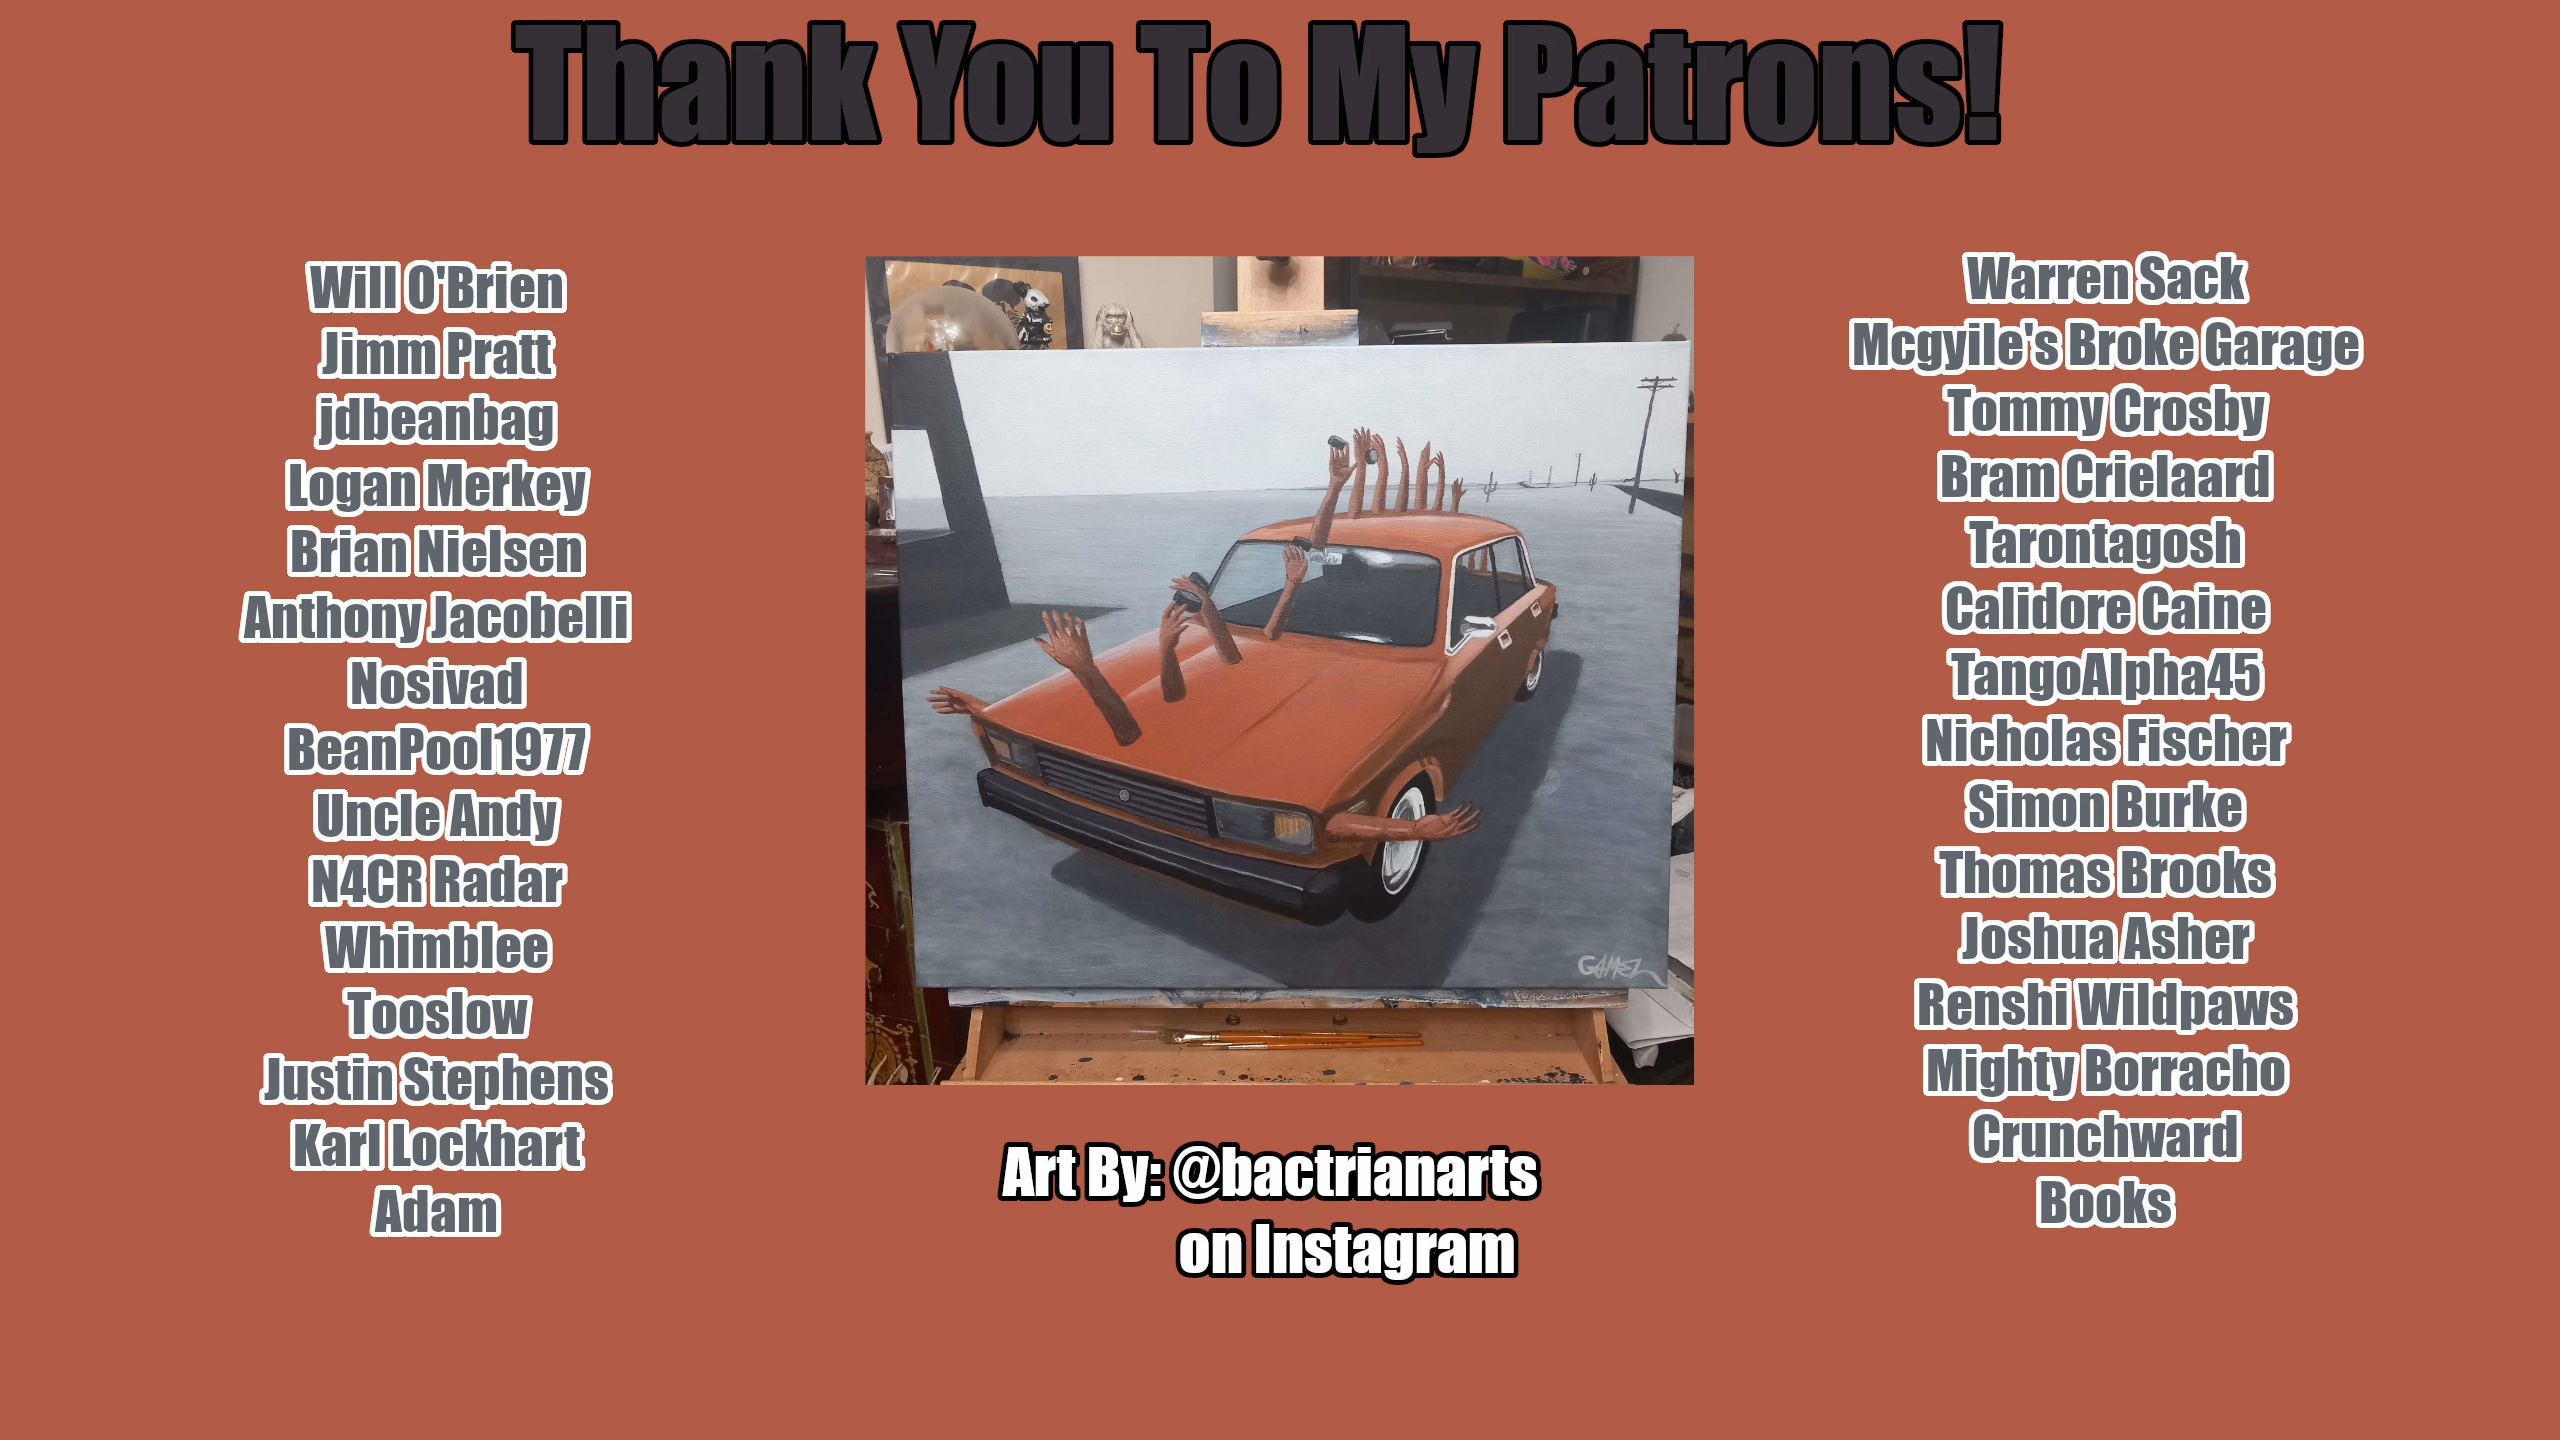 Thank You To My Patrons!
Will O'Brien
Jimm Pratt
jdbeanbag
Logan Merkey
Brian Nielsen
Anthony Jacobelli
Nosivad
BeanPool1977
Uncle Andy
N4CR Radar
Whimblee
Tooslow
Justin Stephens
Karl Lockhart
Adam
GAMEZ
Art By: @bactrianarts
on Instagram
Warren Sack
Mcgyile's Broke Garage
Tommy Crosby
Bram Crielaard
Tarontagosh
Calidore Caine
TangoAlpha45
Nicholas Fischer
Simon Burke
Thomas Brooks
Joshua Asher
Renshi Wildpaws
Mighty Borracho
Crunchward
Books